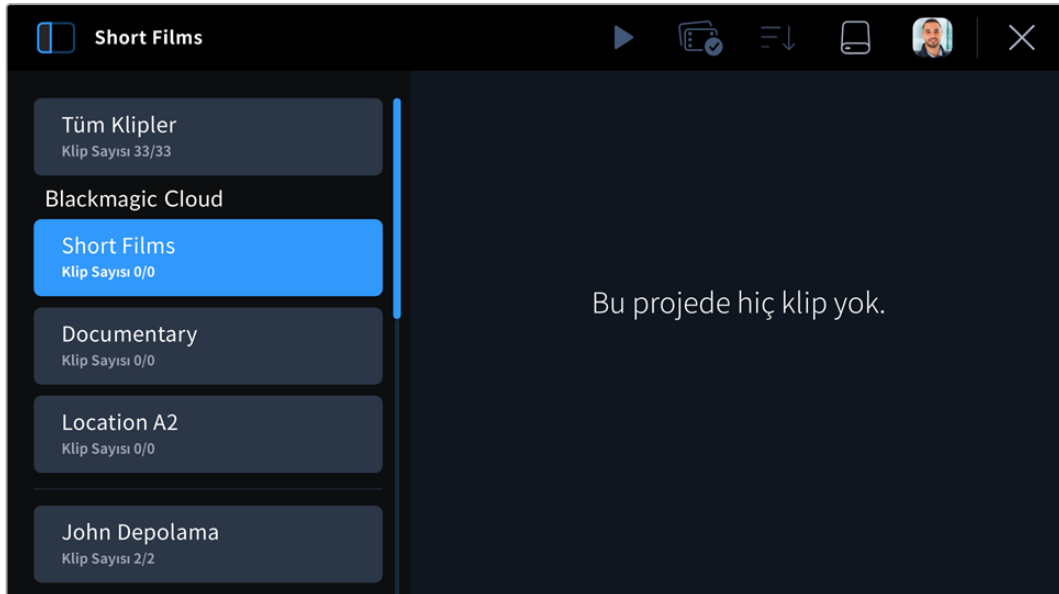 Short Films
Tüm Klipler
Klip Sayısı 33/33
Blackmagic Cloud
Short Films
Klip Sayısı 0/0
Documentary
Klip Sayısı 0/0
Location A2
Klip Sayısı 0/0
John Depolama
Klip Sayısı 2/2
Bu projede hiç klip yok.